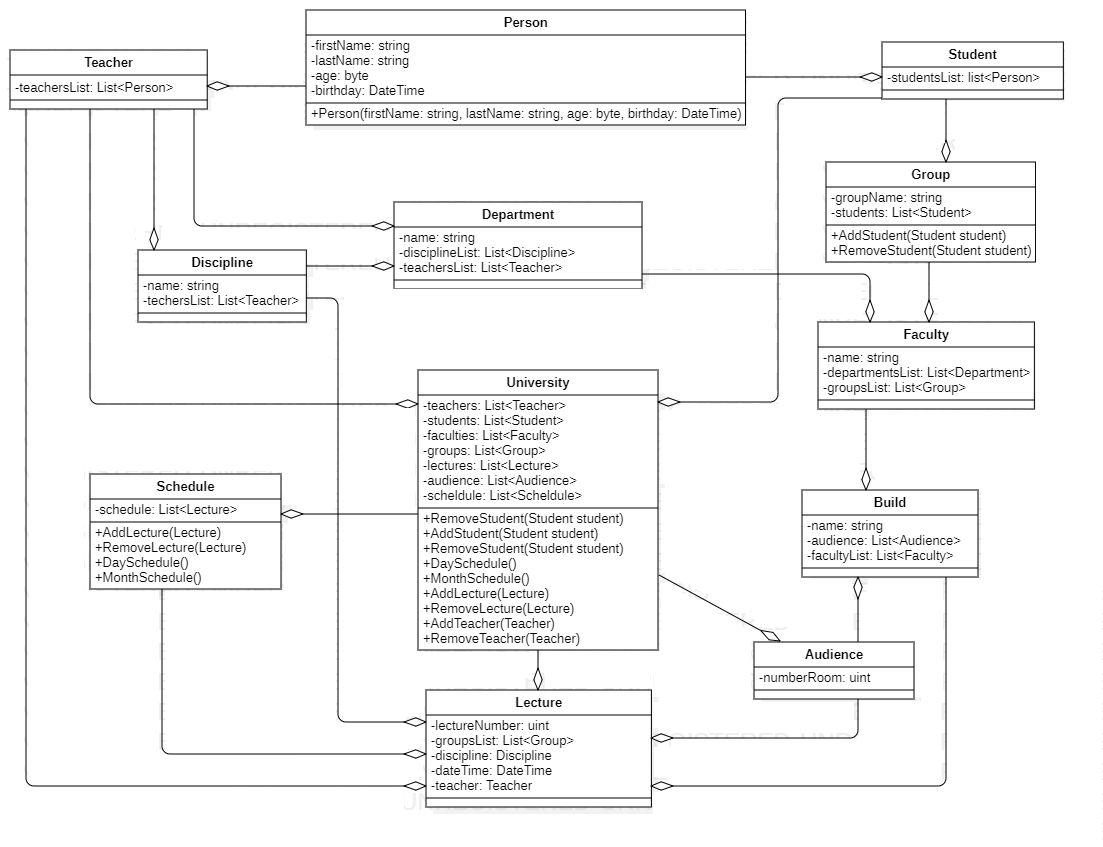 Person
-firstName: string
-lastName: string
-age: byte
-birthday: DateTime
+Person(firstName: string, lastName: string, age: byte, birthday: DateTime)
Teacher
-teachersList: List<Person>
Student
-studentsList: list<Person>
Group
-groupName: string
-students: List<Student>
+AddStudent(Student student)
+RemoveStudent(Student student)
Department
-name: string
-disciplineList: List<Discipline>
-teachersList: List<Teacher>
Discipline
-name: string
-techersList: List<Teacher>
Faculty
-name: string
-departmentsList: List<Department>
-groupsList: List<Group>
University
-teachers: List<Teacher>
-students: List<Student>
-faculties: List<Faculty>
-groups: List<Group>
-lectures: List<Lecture>
-audience: List<Audience>
-scheldule: List<Scheldule>
+RemoveStudent(Student student)
+AddStudent(Student student)
+RemoveStudent(Student student)
+DaySchedule()
+MonthSchedule()
+AddLecture(Lecture)
+RemoveLecture(Lecture)
+AddTeacher(Teacher)
+RemoveTeacher(Teacher)
Schedule
-schedule: List<Lecture>
+AddLecture(Lecture)
+RemoveLecture(Lecture)
+DaySchedule()
+MonthSchedule()
Build
-name: string
-audience: List<Audience>
-facultyList: List<Faculty>
Audience
-numberRoom: uint
Lecture
-lectureNumber: uint
-groupsList: List<Group>
-discipline: Discipline
-dateTime: DateTime
-teacher: Teacher